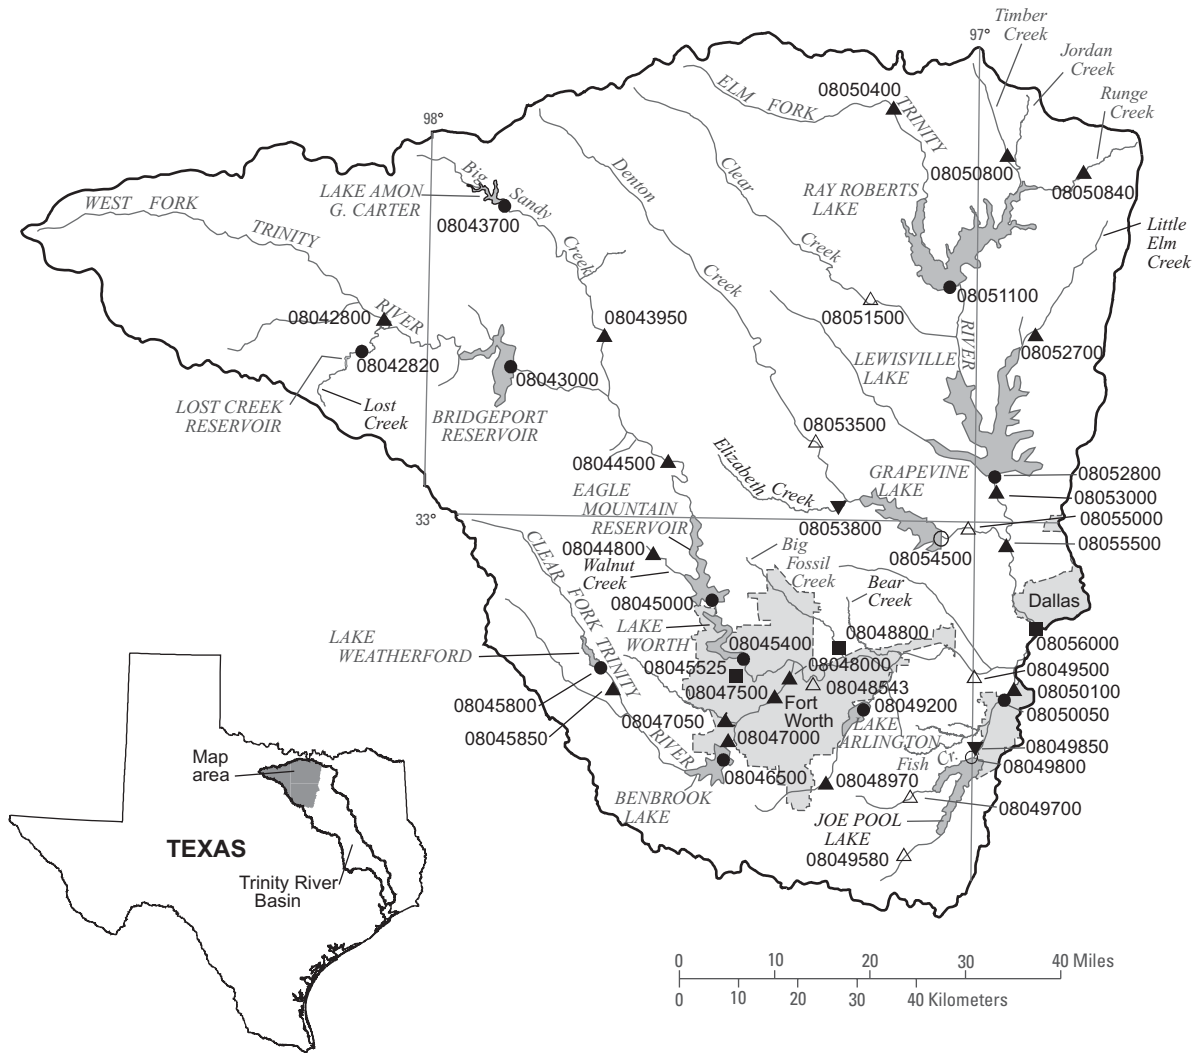 Timber
Creek
97°
Jordan
Creek
Runge
Creek
ELM FORK
TRINITY
08050400
98°
Big
Sandy
Creek
LAKE AMON
G. CARTER
08043700
Denton
Creek
Clear
Creek
RAY ROBERTS
LAKE
08050800
08050840
Little
Elm
Creek
WEST FORK
TRINITY
RIVER
08042800
08042820
08043950
08051100
08051500
RIVER
08052700
LEWISVILLE
LAKE
08043000
LOST CREEK
RESERVOIR
Lost
Creek
BRIDGEPORT
RESERVOIR
08053500
08044500
Elizabeth
Creek
GRAPEVINE
LAKE
08052800
08053000
08055000
08055500
EAGLE
MOUNTAIN
RESERVOIR
33°
08053800
08054500
CLEAR FORK TRINITY
RIVER
08044800
Walnut
Creek
Big
Fossil
Creek
Bear
Creek
Dallas
08045000
LAKE
WORTH
08056000
LAKE
WEATHERFORD
08045400
08048800
08045525
08048000
08049500
08047500
08048543
08050100
08045800
Fort
Worth
08049200
08050050
08045850
08047050
08047000
LAKE
ARLINGTON
08049850
Fish Cr.
08049800
08046500
08048970
BENBROOK
LAKE
08049700
JOE POOL
LAKE
08049580
Map
area
TEXAS
Trinity River
Basin
0 10 20 30 40 Miles
0 10 20 30 40 Kilometers